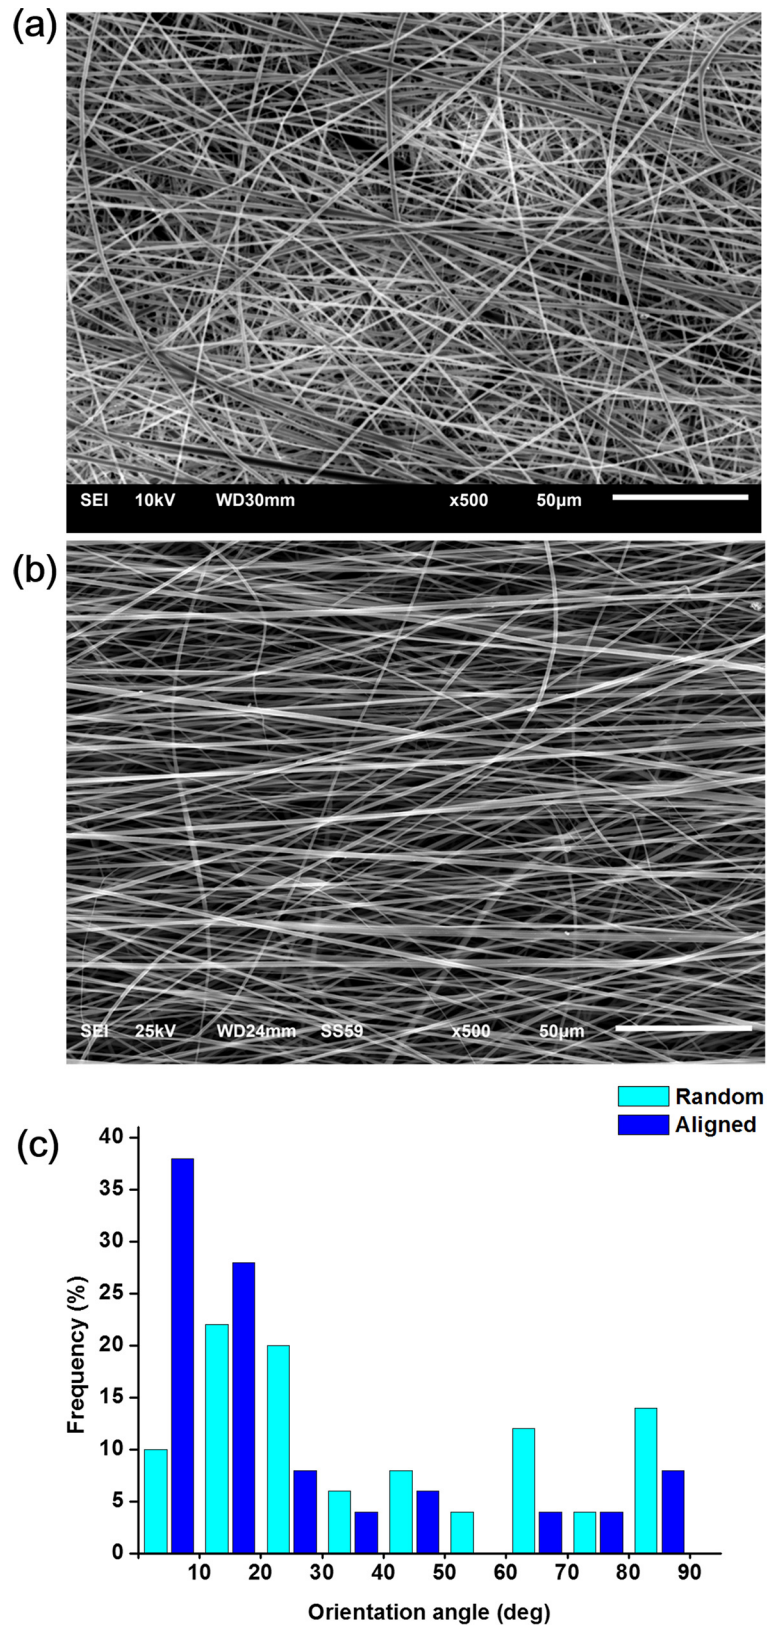 (a)
SEI 10kV WD30mm x500 50µm
(b)
SEI 25kV WD24mm SS59 x500 50µm
Random
Aligned
(c)
40
35
30
25
20
15
10
5
0
Frequency (%)
10 20 30 40 50 60 70 80 90
Orientation angle (deg)